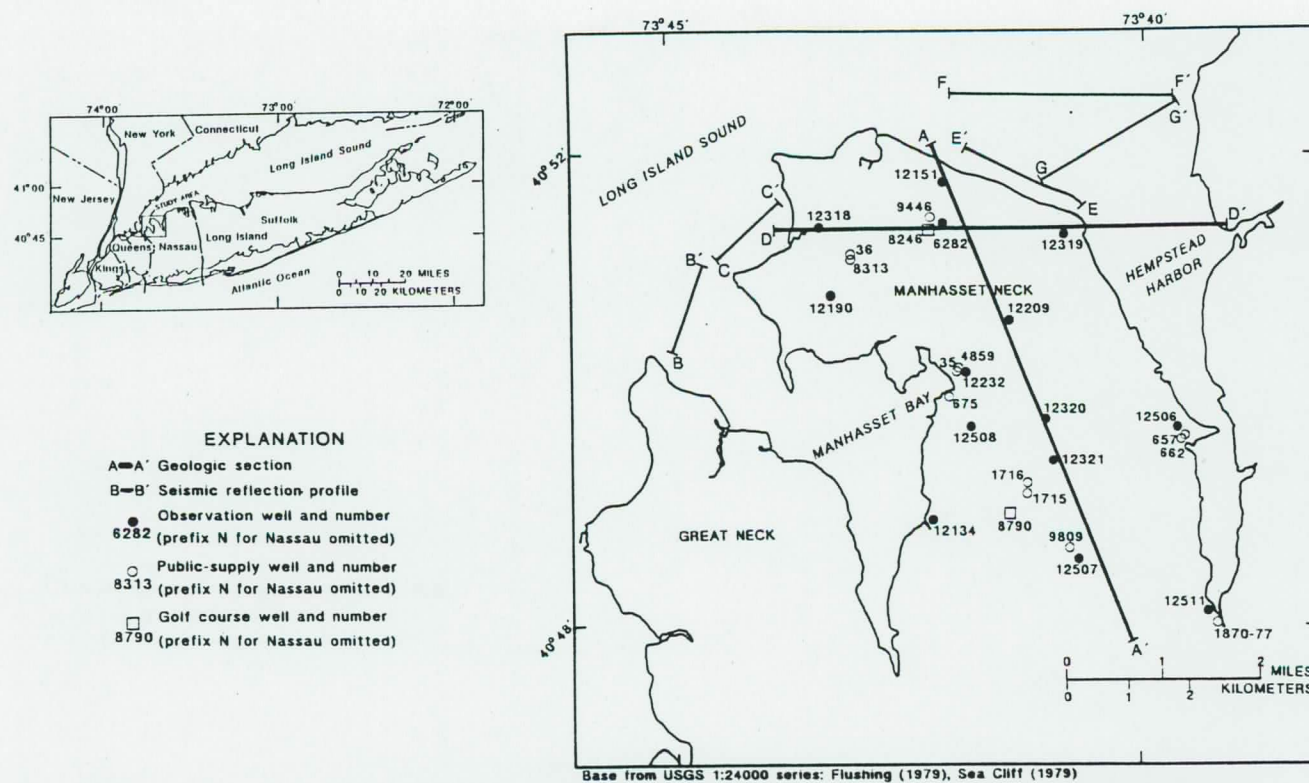 74°00′ 73°00′ 72°00′
New York Connecticut
Long Island Sound
41°00
New Jersey
STUDY AREA
Suffolk
40°45
Queens Nassau Long Island
Kings
Atlantic Ocean
0 10 20 MILES
0 10 20 KILOMETERS
EXPLANATION
A A′ Geologic section
B B′ Seismic reflection profile
Observation well and number
6282 (prefix N for Nassau omitted)
Public-supply well and number
8313 (prefix N for Nassau omitted)
Golf course well and number
8790 (prefix N for Nassau omitted)
73°45′ 73°40′
F F′
G′
A E′
40°52′
LONG ISLAND SOUND
12151
G
C′
9446
E
12318
D D′
8246 6282 12319
36
8313
B′ C
HEMPSTEAD
HARBOR
12190
MANHASSET NECK
12209
B
35 4859
12232
675
MANHASSET BAY
12320
12508
12506
657
662
12321
1716
1715
8790
12134
GREAT NECK
9809
12507
12511
1870-77
40°48′
A′
0 1 2
MILES
KILOMETERS
0 1 2
Base from USGS 1:24000 series: Flushing (1979), Sea Cliff (1979)